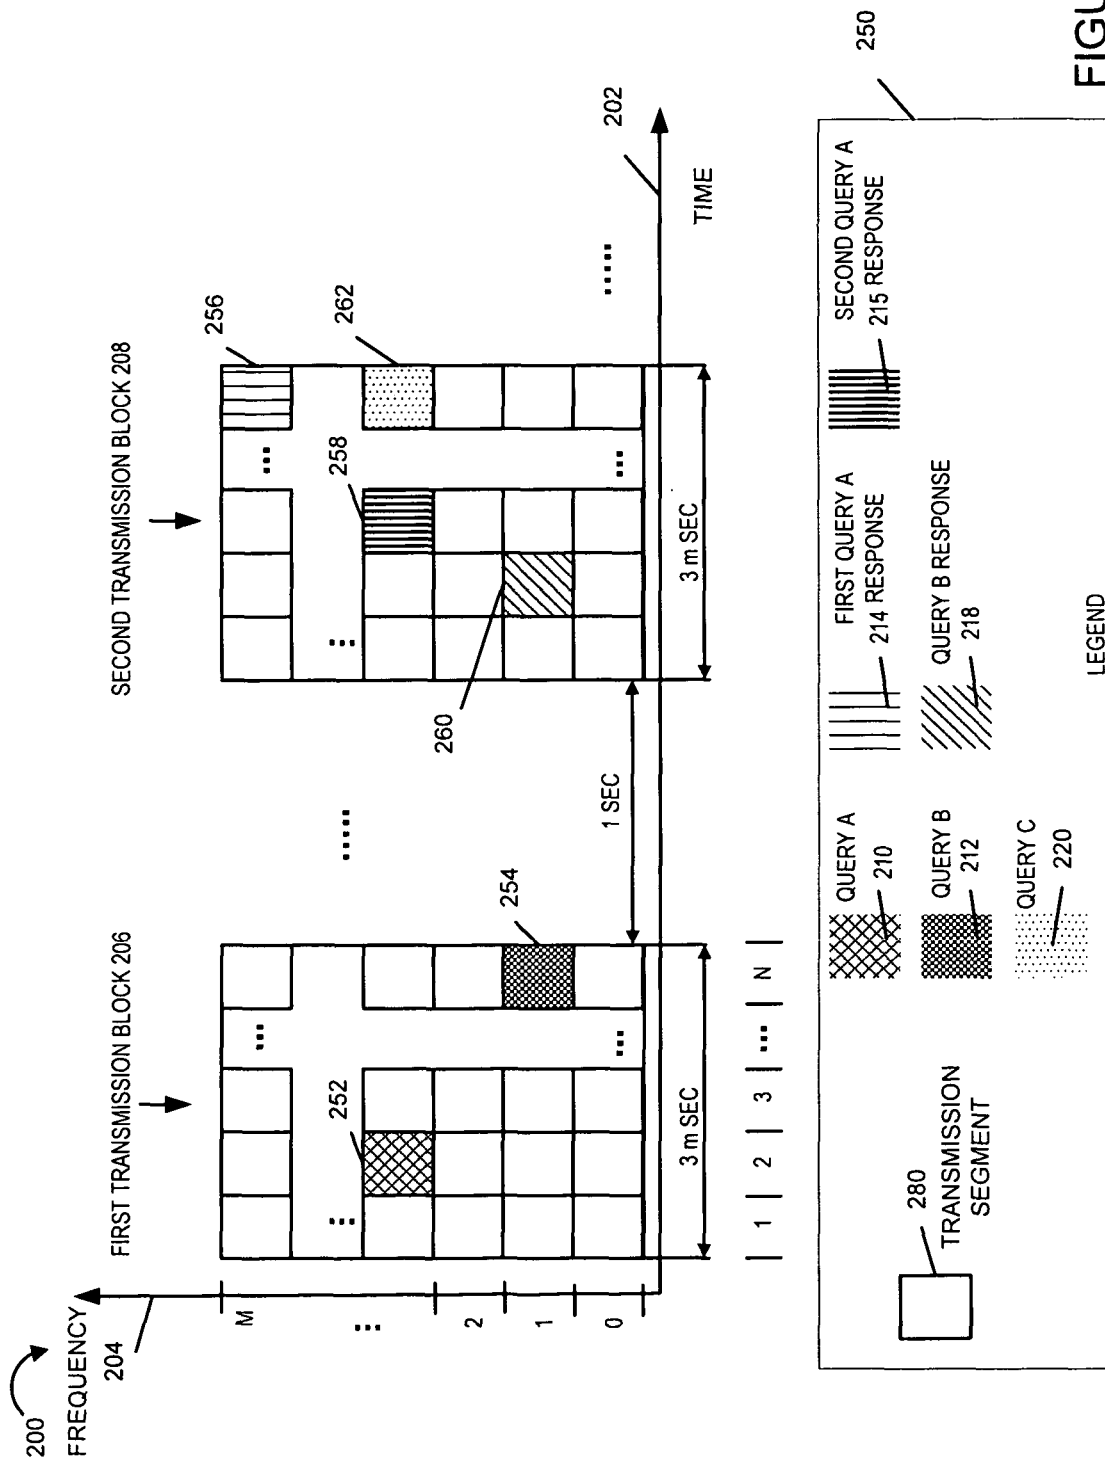 200
FREQUENCY
204
FIRST TRANSMISSION BLOCK 206
SECOND TRANSMISSION BLOCK 208
M
2
1
0
252
254
256
262
258
260
1 SEC
3 m SEC
3 m SEC
202
TIME
1 2 3 ... N
250
280
TRANSMISSION
SEGMENT
QUERY A
210
QUERY B
212
QUERY C
220
FIRST QUERY A
214 RESPONSE
QUERY B RESPONSE
218
SECOND QUERY A
215 RESPONSE
LEGEND